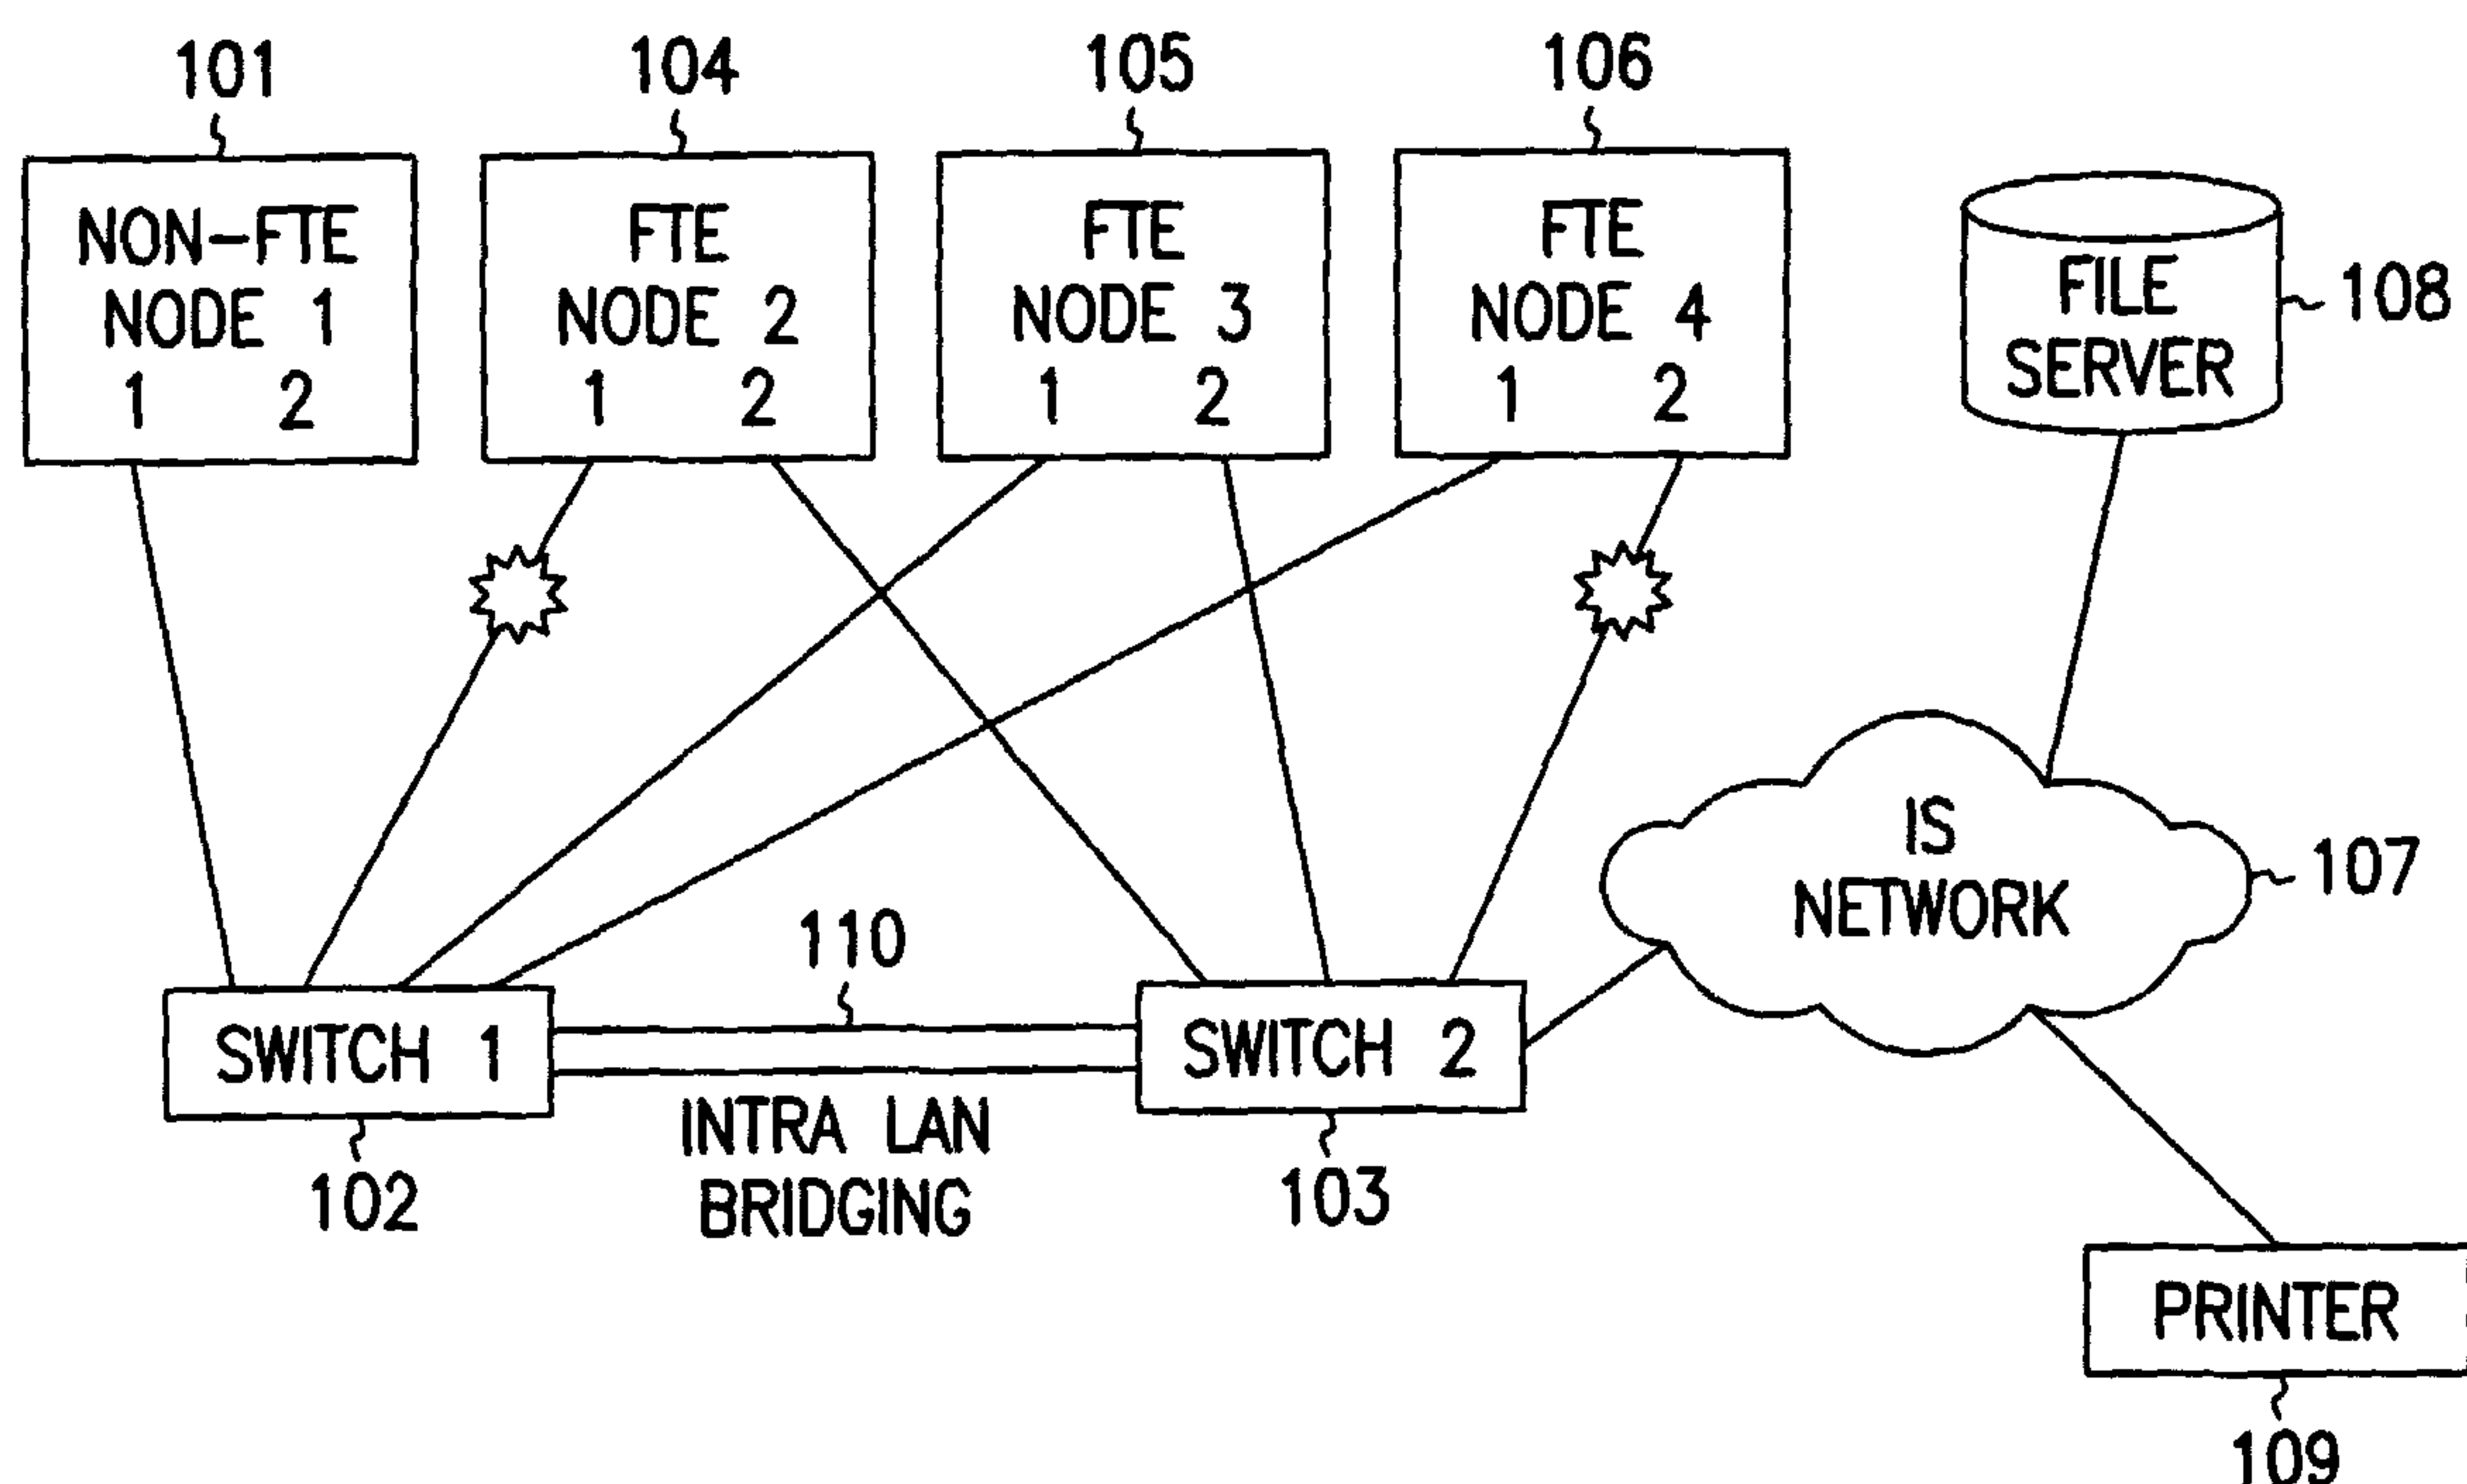 101
104
105
106
NON-FTE
NODE 1
1 2
FTE
NODE 2
1 2
FTE
NODE 3
1 2
FTE
NODE 4
1 2
FILE
SERVER
108
IS
NETWORK
107
110
SWITCH 1
SWITCH 2
INTRA LAN
BRIDGING
102
103
PRINTER
109